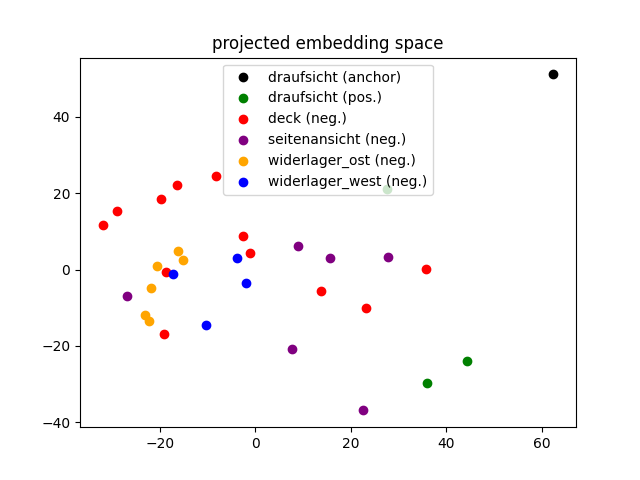 projected embedding space
draufsicht (anchor)
draufsicht (pos.)
deck (neg.)
seitenansicht (neg.)
widerlager_ost (neg.)
widerlager_west (neg.)
40
20
0
−20
−40
−20
0
20
40
60